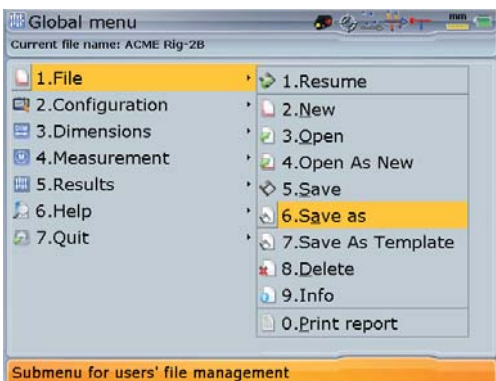 Global menu
mm
Current file name: ACME Rig-2B
1.File
2.Configuration
3.Dimensions
4.Measurement
5.Results
6.Help
7.Quit
1.Resume
2.New
3.Open
4.Open As New
5.Save
6.Save as
7.Save As Template
8.Delete
9.Info
0.Print report
Submenu for users' file management